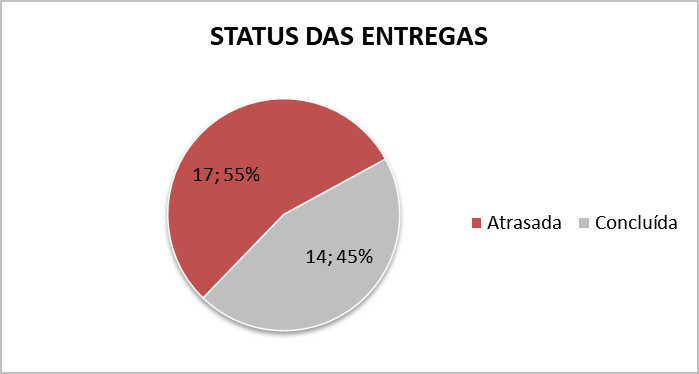 STATUS DAS ENTREGAS
17; 55%
14; 45%
Atrasada
Concluída